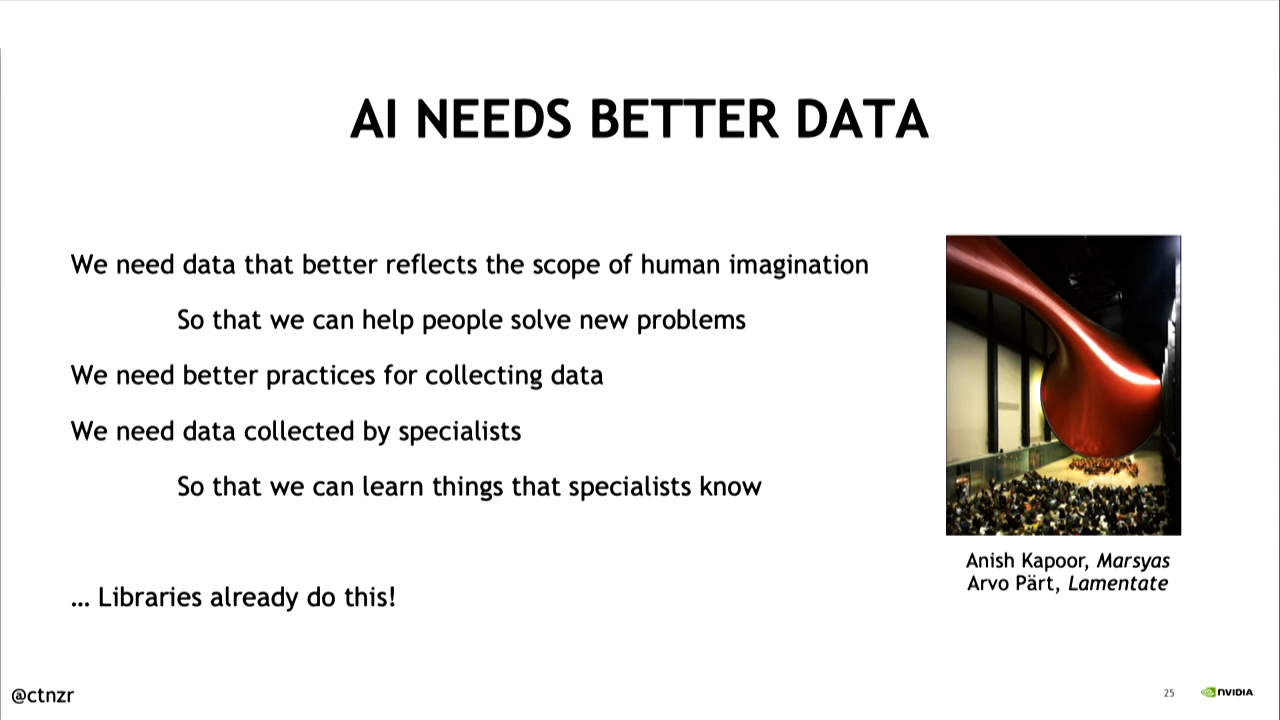 AI NEEDS BETTER DATA
We need data that better reflects the scope of human imagination
So that we can help people solve new problems
We need better practices for collecting data
We need data collected by specialists
So that we can learn things that specialists know
… Libraries already do this!
Anish Kapoor, Marsyas
Arvo Pärt, Lamentate
@ctnzr
25
NVIDIA